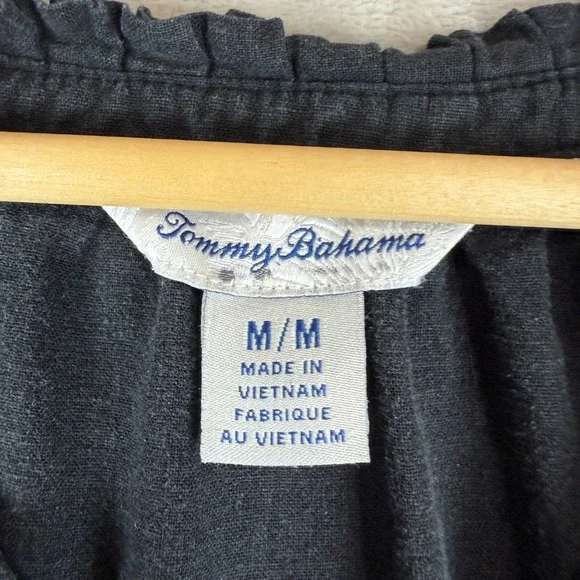 Tommy Bahama
M/M
MADE IN
VIETNAM
FABRIQUE
AU VIETNAM